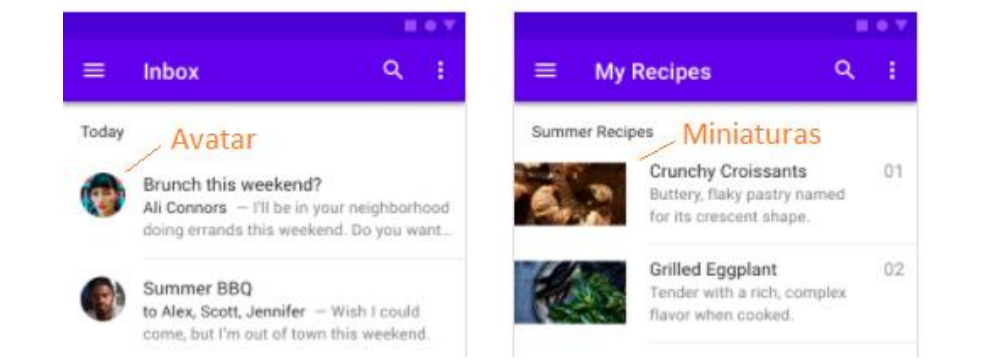 Inbox
Today
Avatar
Brunch this weekend?
Ali Connors — I'll be in your neighborhood
doing errands this weekend. Do you want...
Summer BBQ
to Alex, Scott, Jennifer — Wish I could
come, but I'm out of town this weekend.
My Recipes
Summer Recipes
Miniaturas
Crunchy Croissants 01
Buttery, flaky pastry named
for its crescent shape.
Grilled Eggplant 02
Tender with a rich, complex
flavor when cooked.